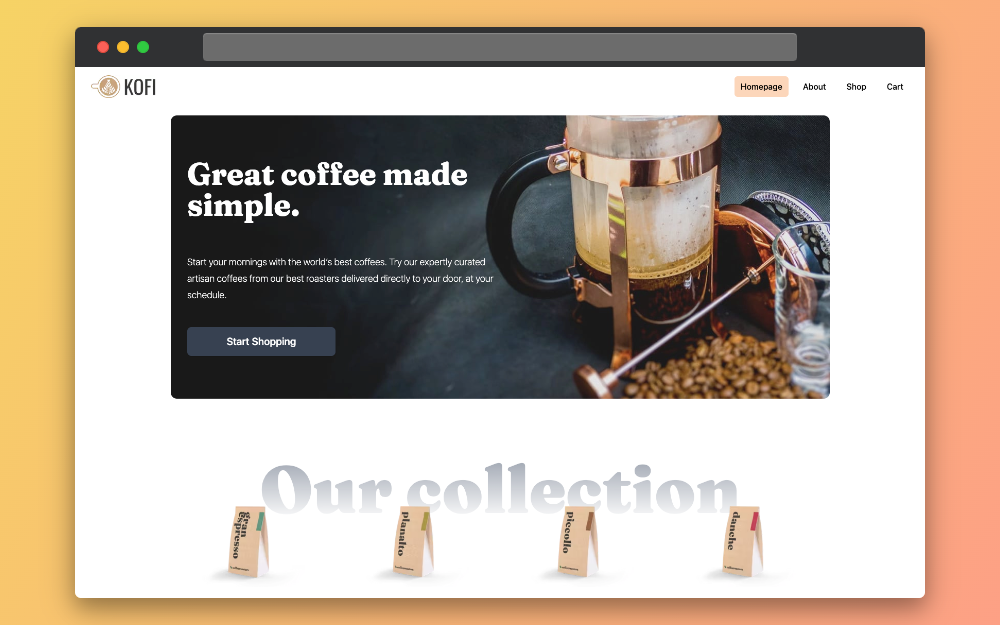 KOFI
Homepage About Shop Cart
Great coffee made
simple.
Start your mornings with the world's best coffees. Try our expertly curated
artisan coffees from our best roasters delivered directly to your door, at your
schedule.
Start Shopping
Our collection
gran
espresso
planalto
piccollo
danche